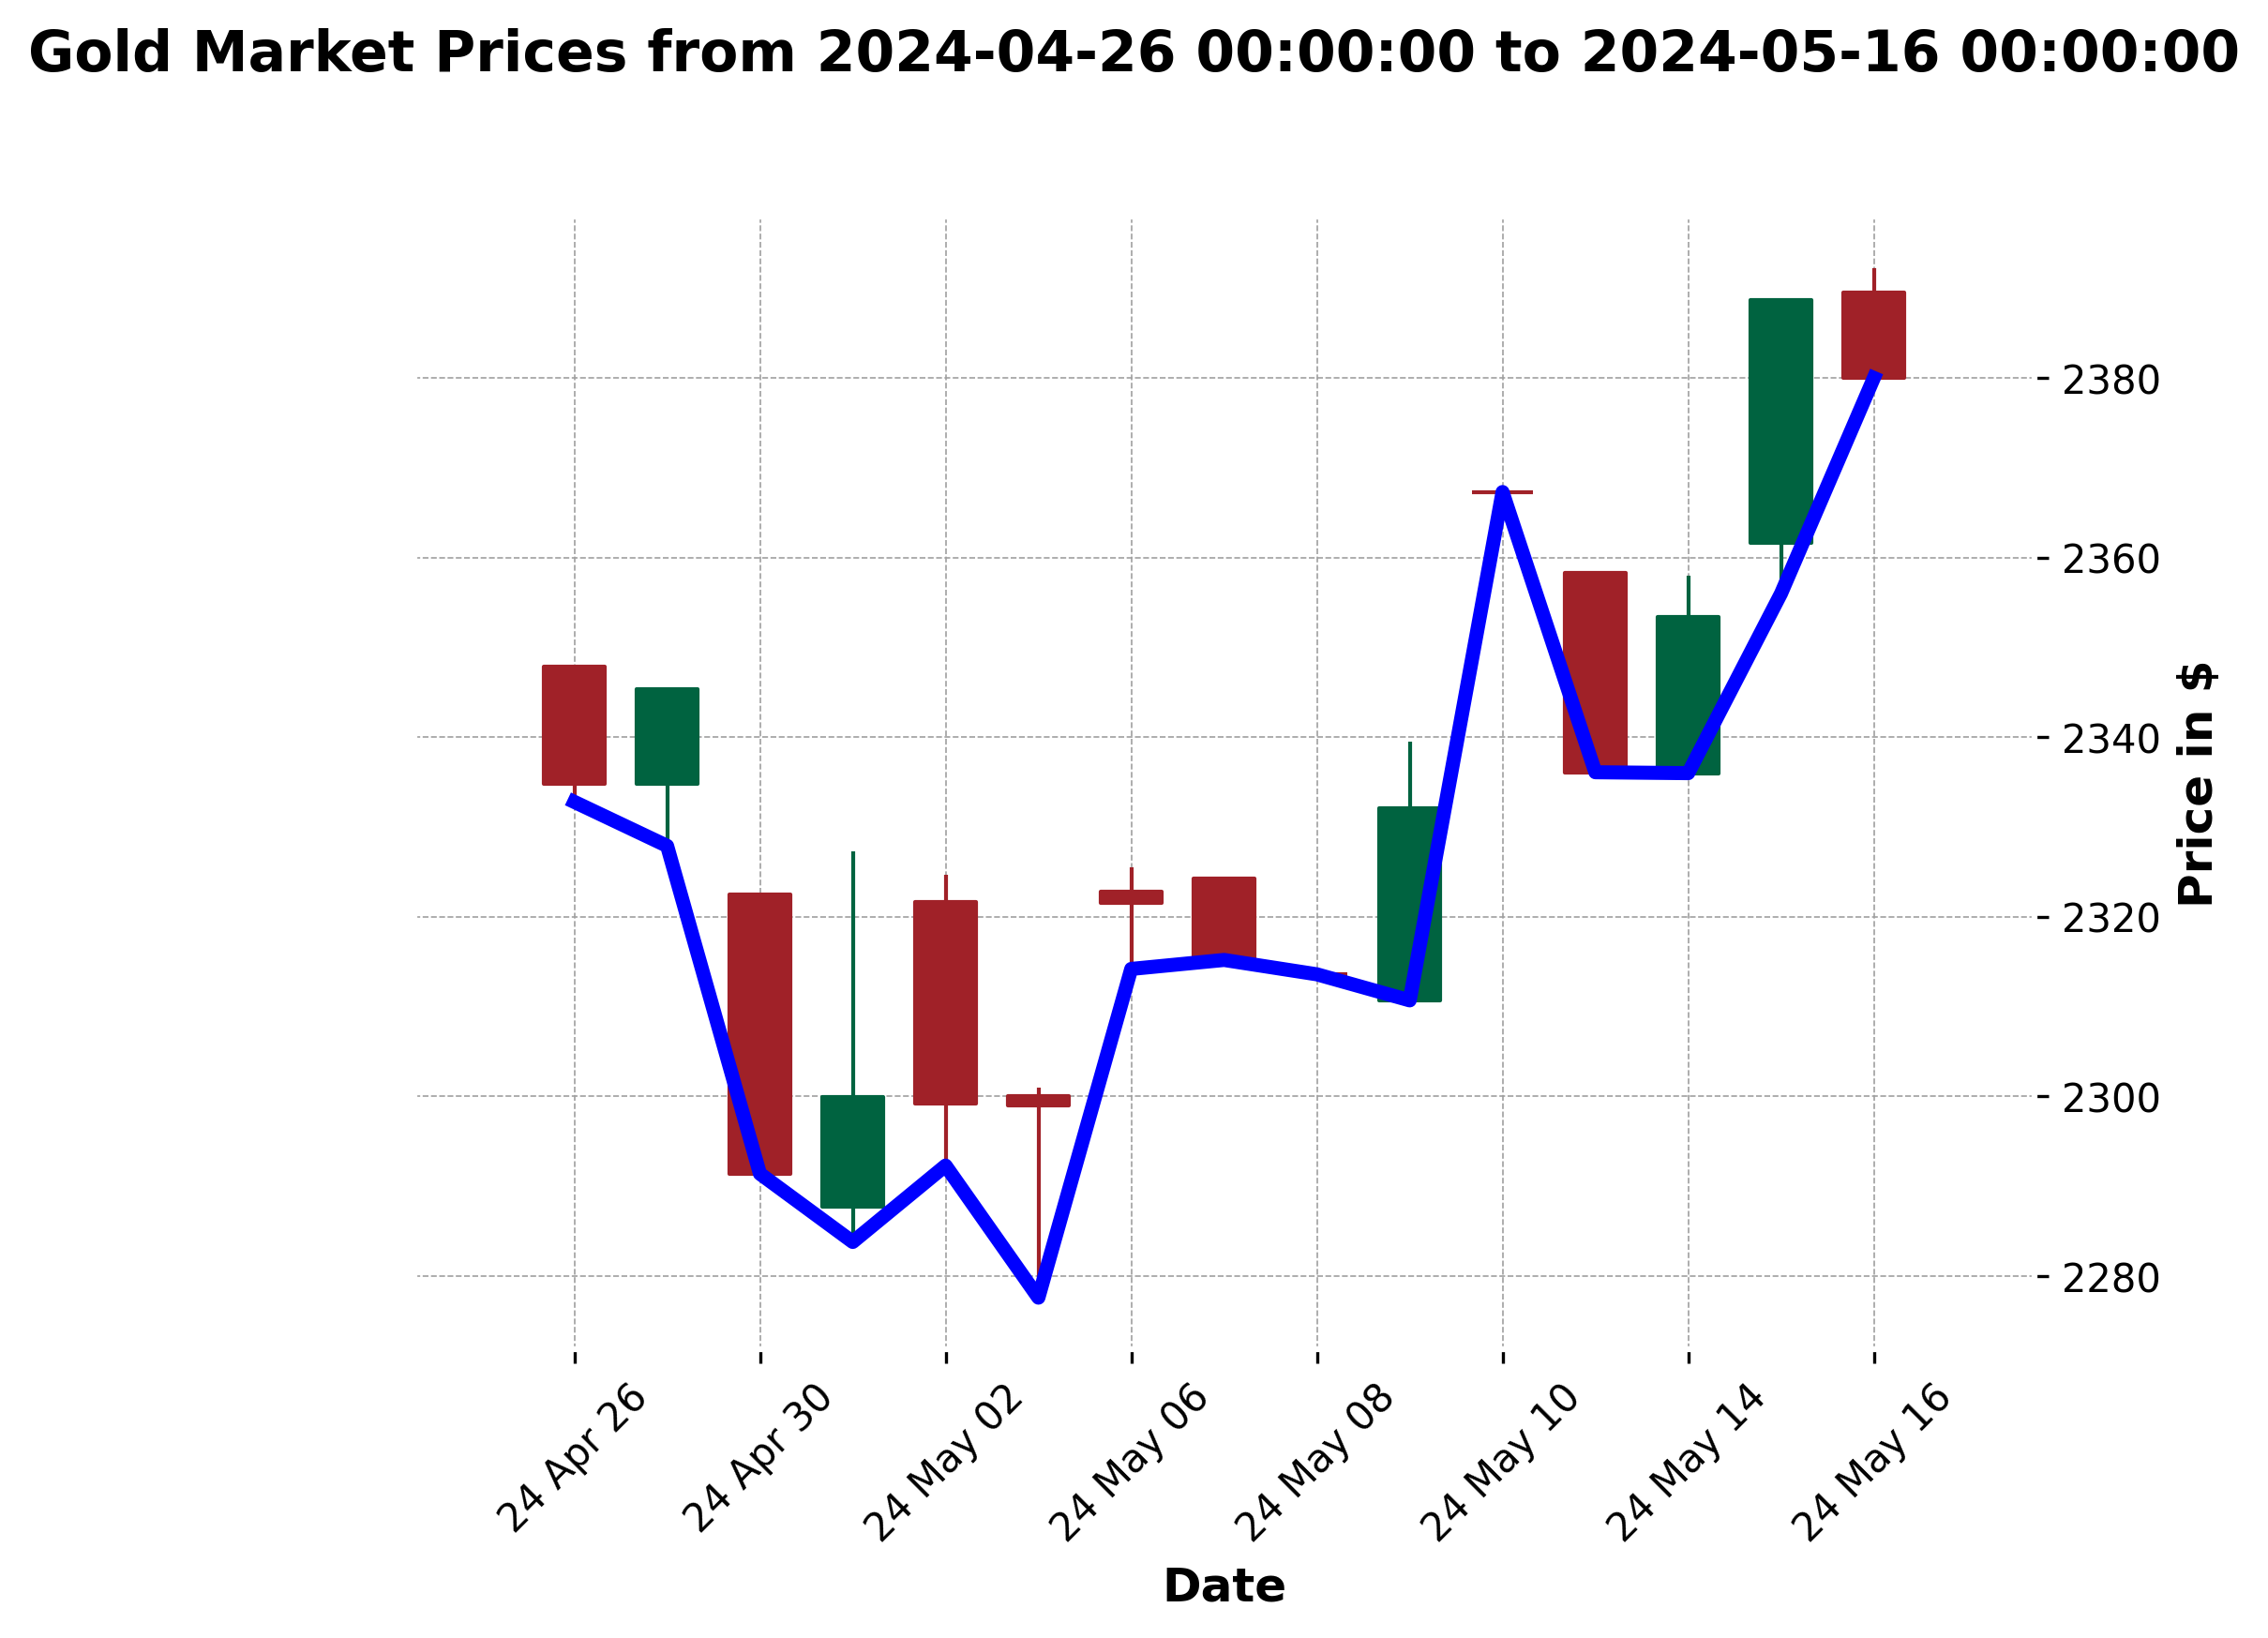 Gold Market Prices from 2024-04-26 00:00:00 to 2024-05-16 00:00:00
2380
2360
2340
2320
2300
2280
Price in $
24 Apr 26
24 Apr 30
24 May 02
24 May 06
24 May 08
24 May 10
24 May 14
24 May 16
Date